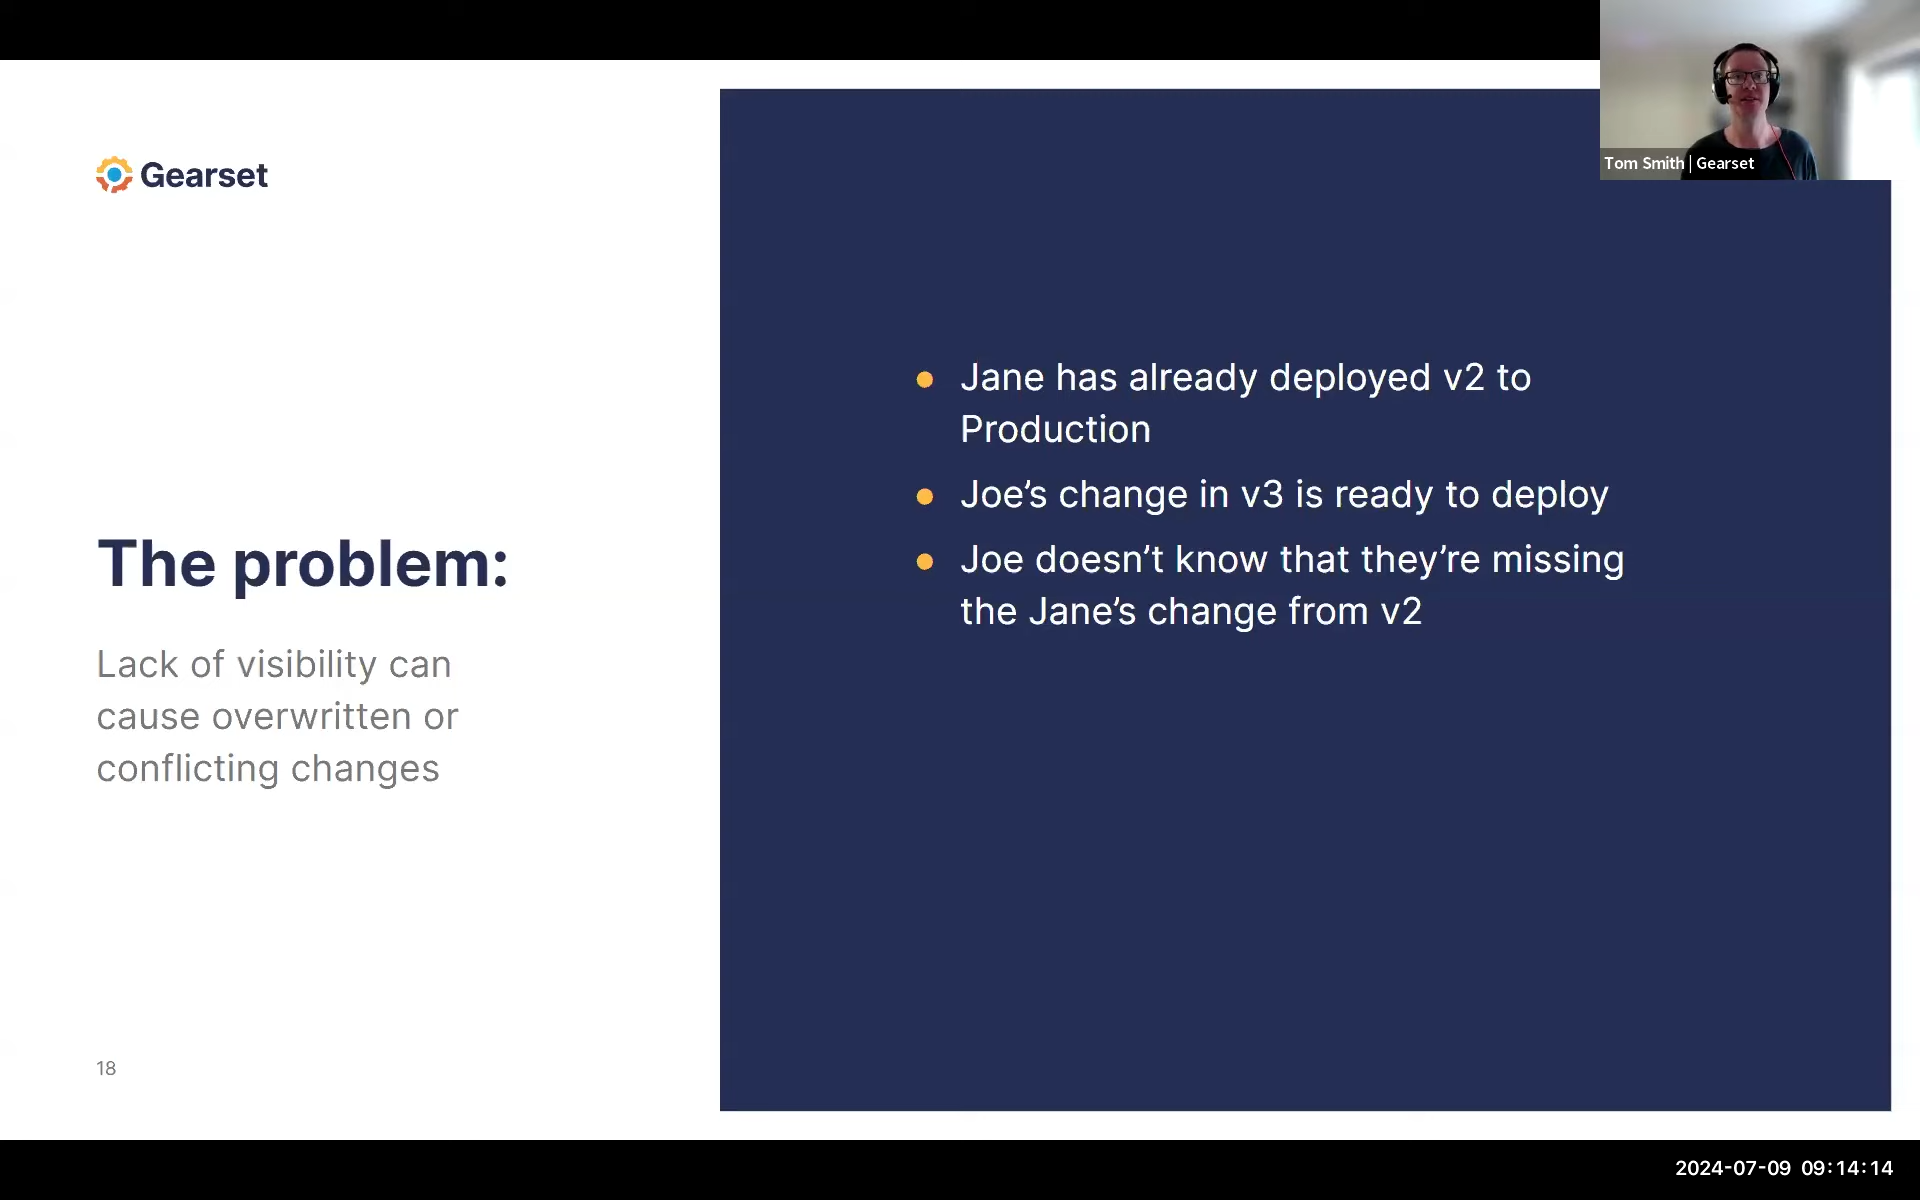 Gearset
The problem:
Lack of visibility can
cause overwritten or
conflicting changes
18
Jane has already deployed v2 to
Production
Joe’s change in v3 is ready to deploy
Joe doesn’t know that they’re missing
the Jane’s change from v2
Tom Smith | Gearset
2024-07-09 09:14:14